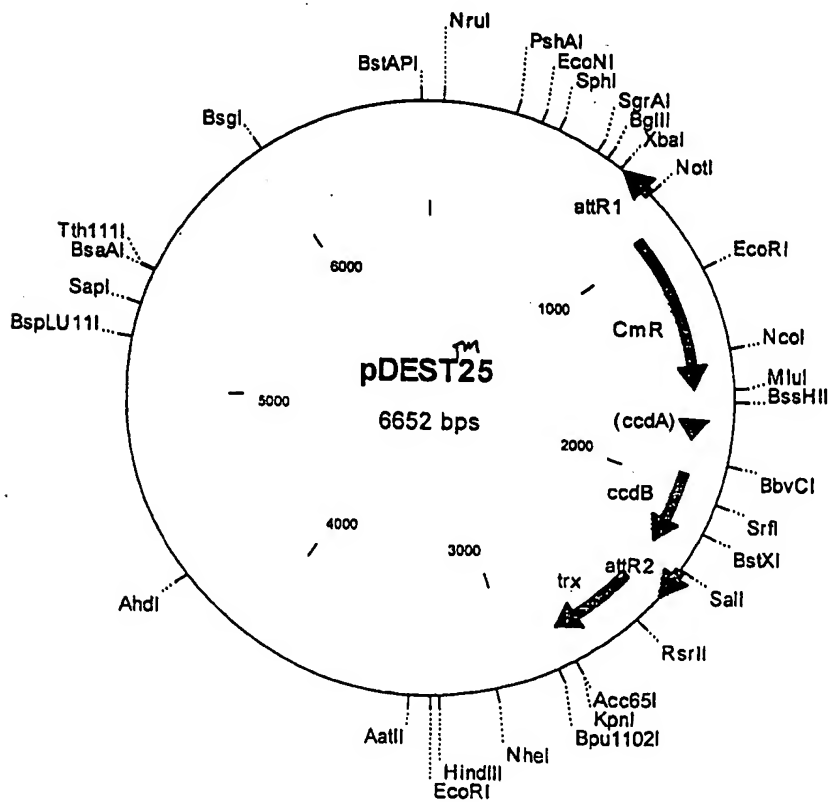 NruI
PshAI
BstAPI
EcoNI
SphI
SgrAI
BglII
BsgI
XbaI
NotI
attR1
Tth111I
EcoRI
BsaAI
6000
SapI
1000
BspLU11I
CmR
NcoI
pDEST™25
MluI
5000
BssHII
6652 bps
(ccdA)
2000
BbvCI
ccdB
SrfI
4000
3000
BstXI
attR2
trx
AhdI
SalI
RsrII
Acc65I
KpnI
AatII
Bpu1102I
NheI
HindIII
EcoRI